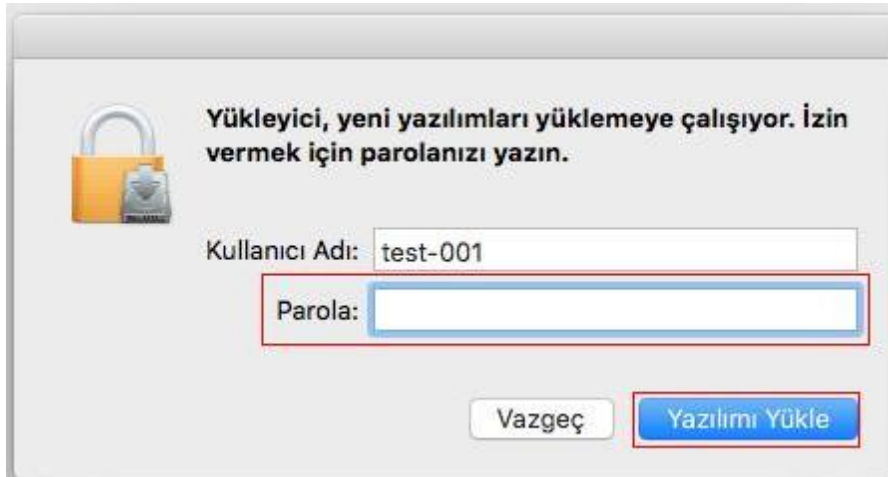 Yükleyici, yeni yazılımları yüklemeye çalışıyor. İzin
vermek için parolanızı yazın.
Kullanıcı Adı: test-001
Parola:
Vazgeç Yazılımı Yükle